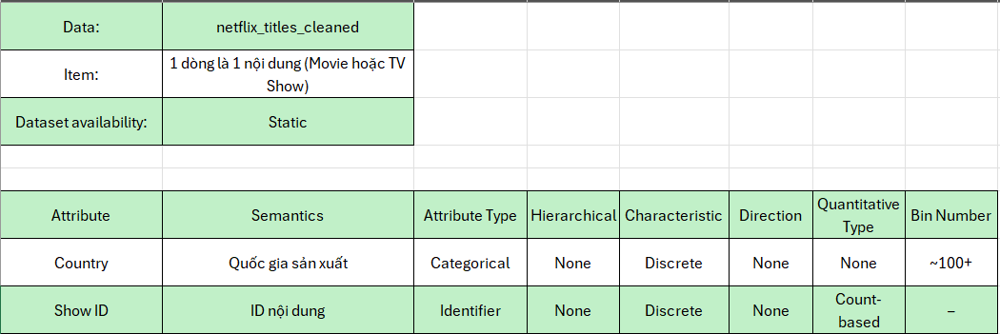 Data: netflix_titles_cleaned
Item: 1 dòng là 1 nội dung (Movie hoặc TV
Show)
Dataset availability: Static
Attribute Semantics Attribute Type Hierarchical Characteristic Direction Quantitative
Type Bin Number
Country Quốc gia sản xuất Categorical None Discrete None None ~100+
Show ID ID nội dung Identifier None Discrete None Count-
based –